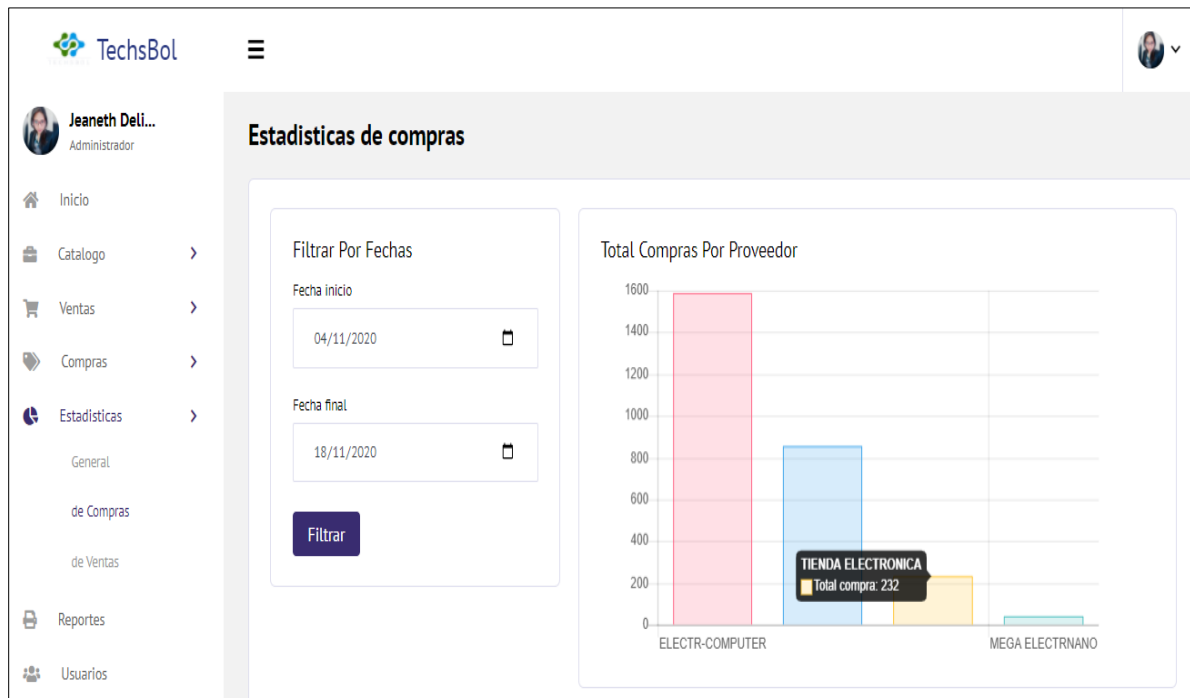 TechsBol
Jeaneth Deli...
Administrador
Inicio
Catalogo
Ventas
Compras
Estadisticas
General
de Compras
de Ventas
Reportes
Usuarios
Estadisticas de compras
Filtrar Por Fechas
Fecha inicio
04/11/2020
Fecha final
18/11/2020
Filtrar
Total Compras Por Proveedor
1600
1400
1200
1000
800
600
400
200
0
TIENDA ELECTRONICA
Total compra: 232
ELECTR-COMPUTER
MEGA ELECTRNANO